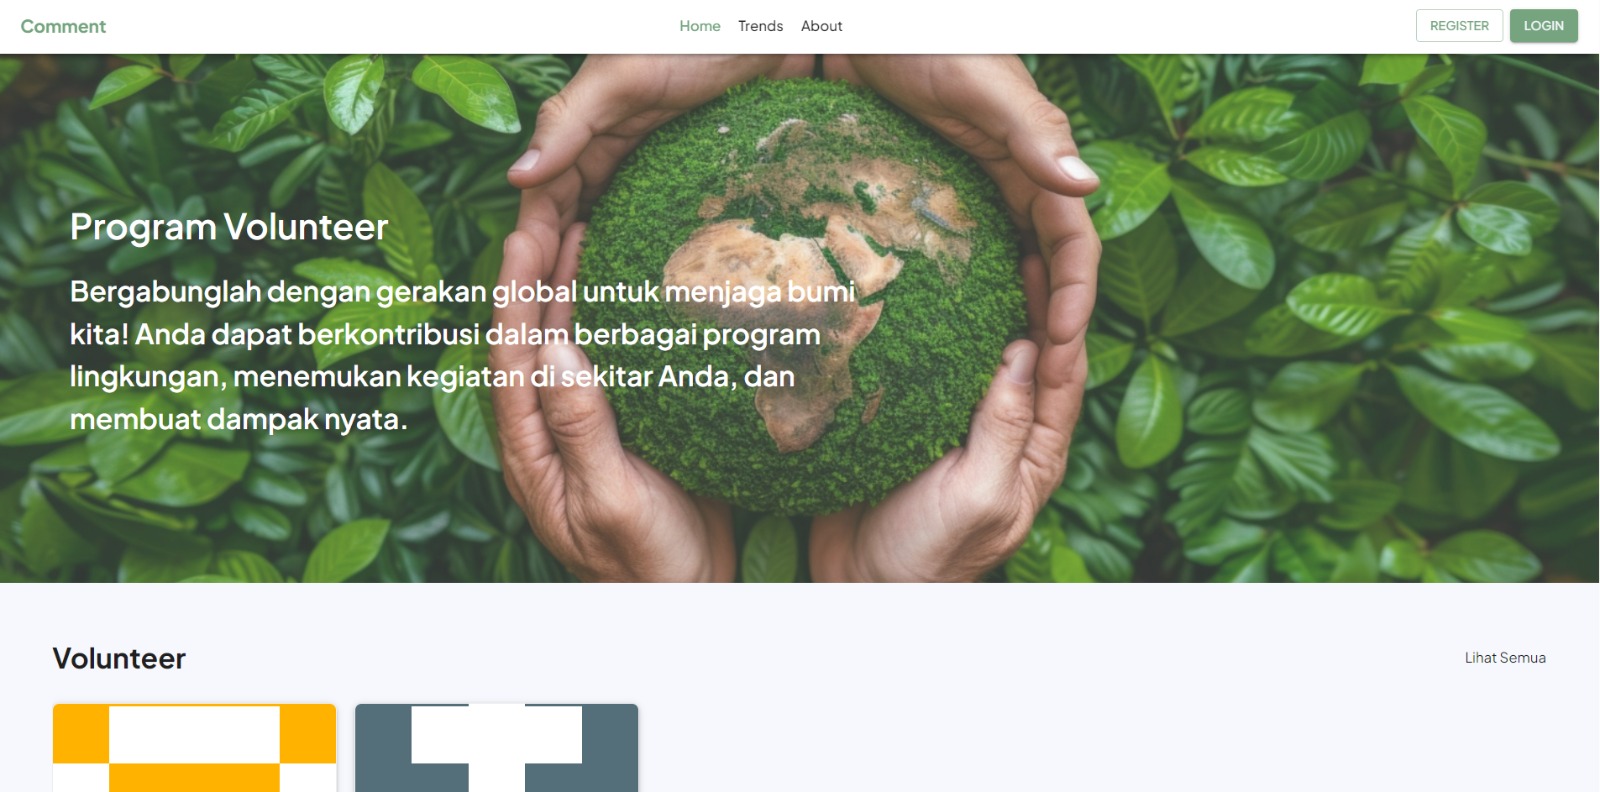 Comment
Home Trends About
REGISTER LOGIN
Program Volunteer
Bergabunglah dengan gerakan global untuk menjaga bumi
kita! Anda dapat berkontribusi dalam berbagai program
lingkungan, menemukan kegiatan di sekitar Anda, dan
membuat dampak nyata.
Volunteer
Lihat Semua